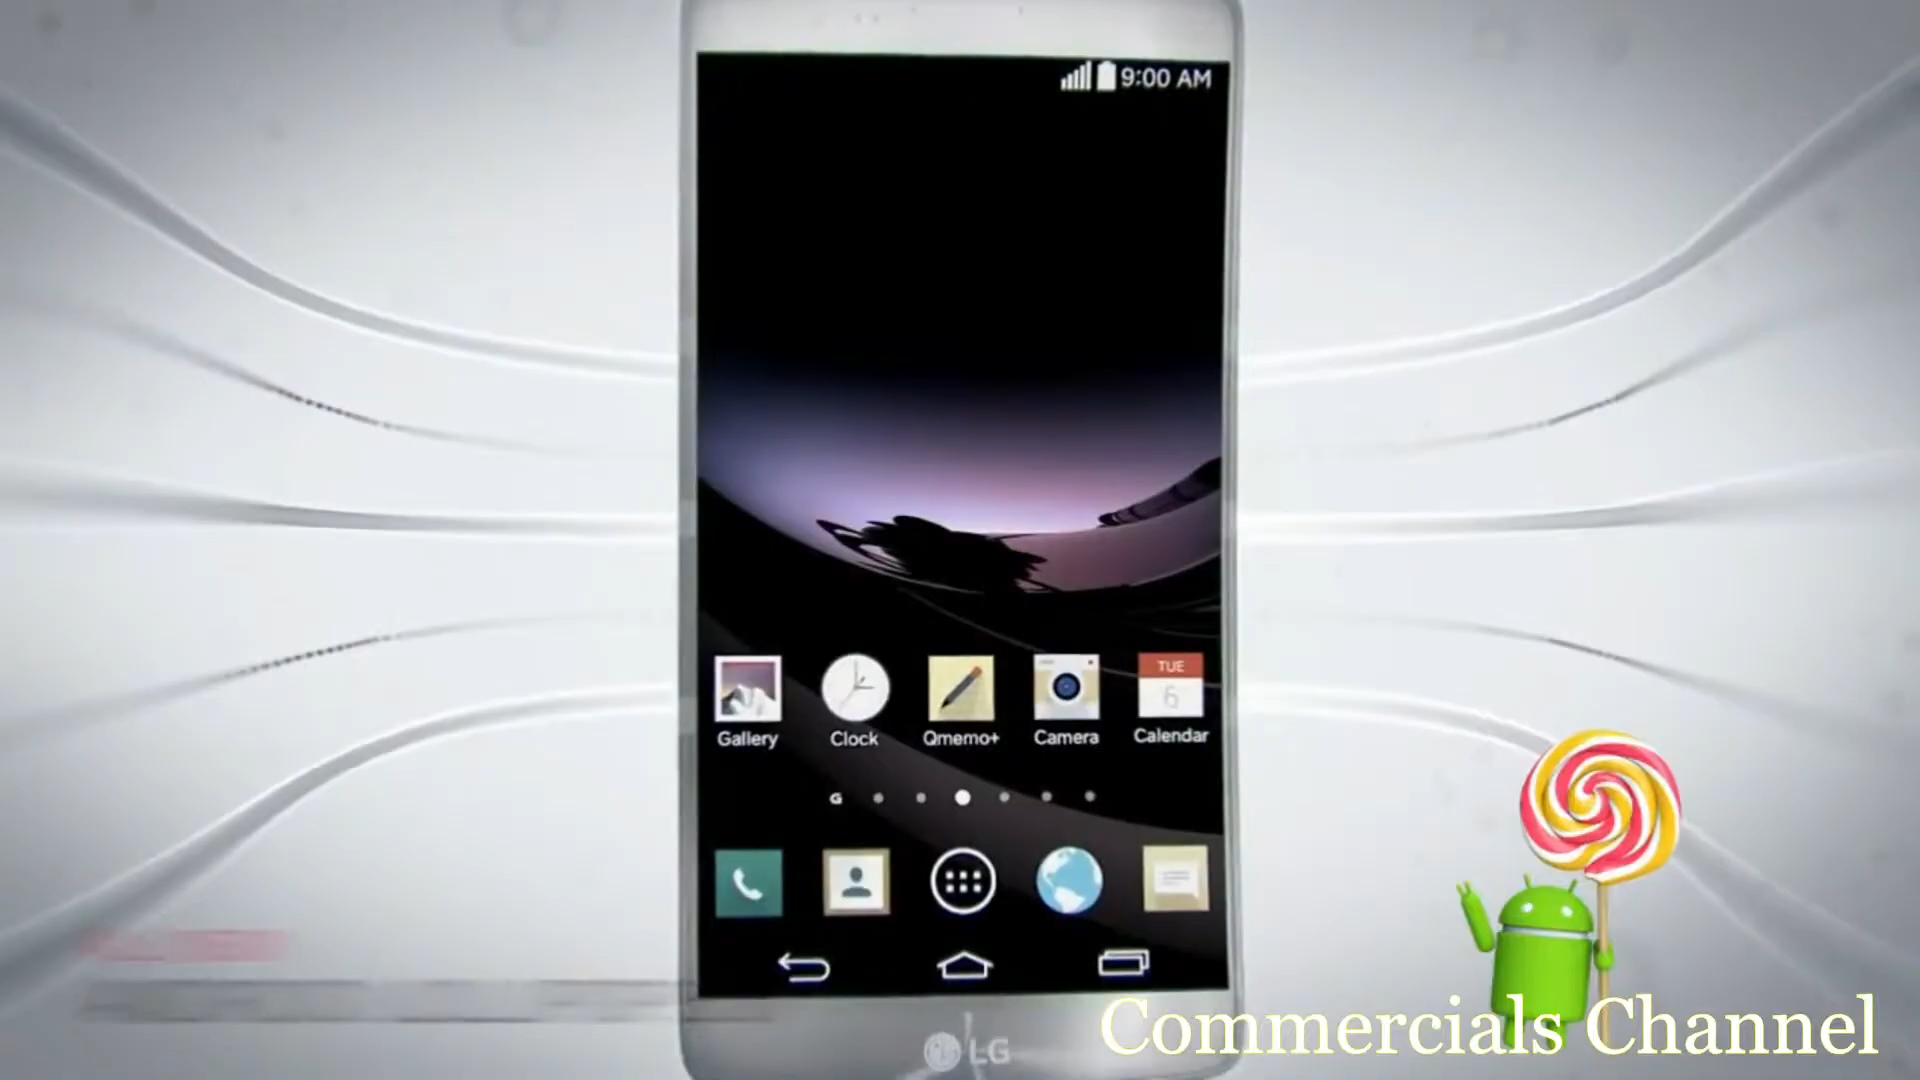 9:00 AM
TUE
6
Gallery
Clock
Qmemo+
Camera
Calendar
G
LG
Commercials Channel